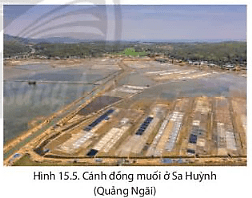 Hình 15.5. Cánh đồng muối ở Sa Huỳnh
(Quảng Ngãi)